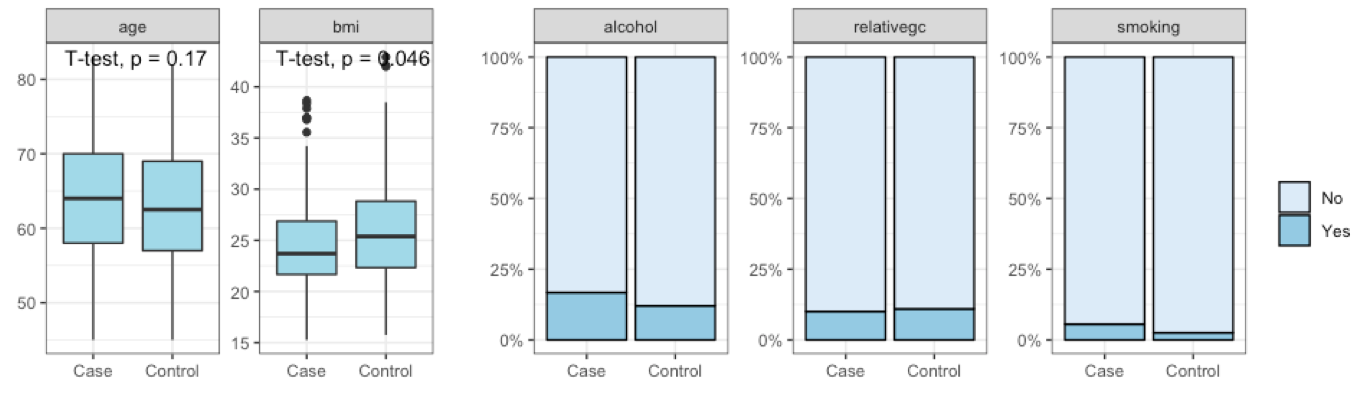 age
bmi
alcohol
relativegc
smoking
T-test, p = 0.17
80
70
60
50
Case
Control
T-test, p = 0.046
40
35
30
25
20
15
Case
Control
100%
75%
50%
25%
0%
Case
Control
100%
75%
50%
25%
0%
Case
Control
100%
75%
50%
25%
0%
Case
Control
No
Yes